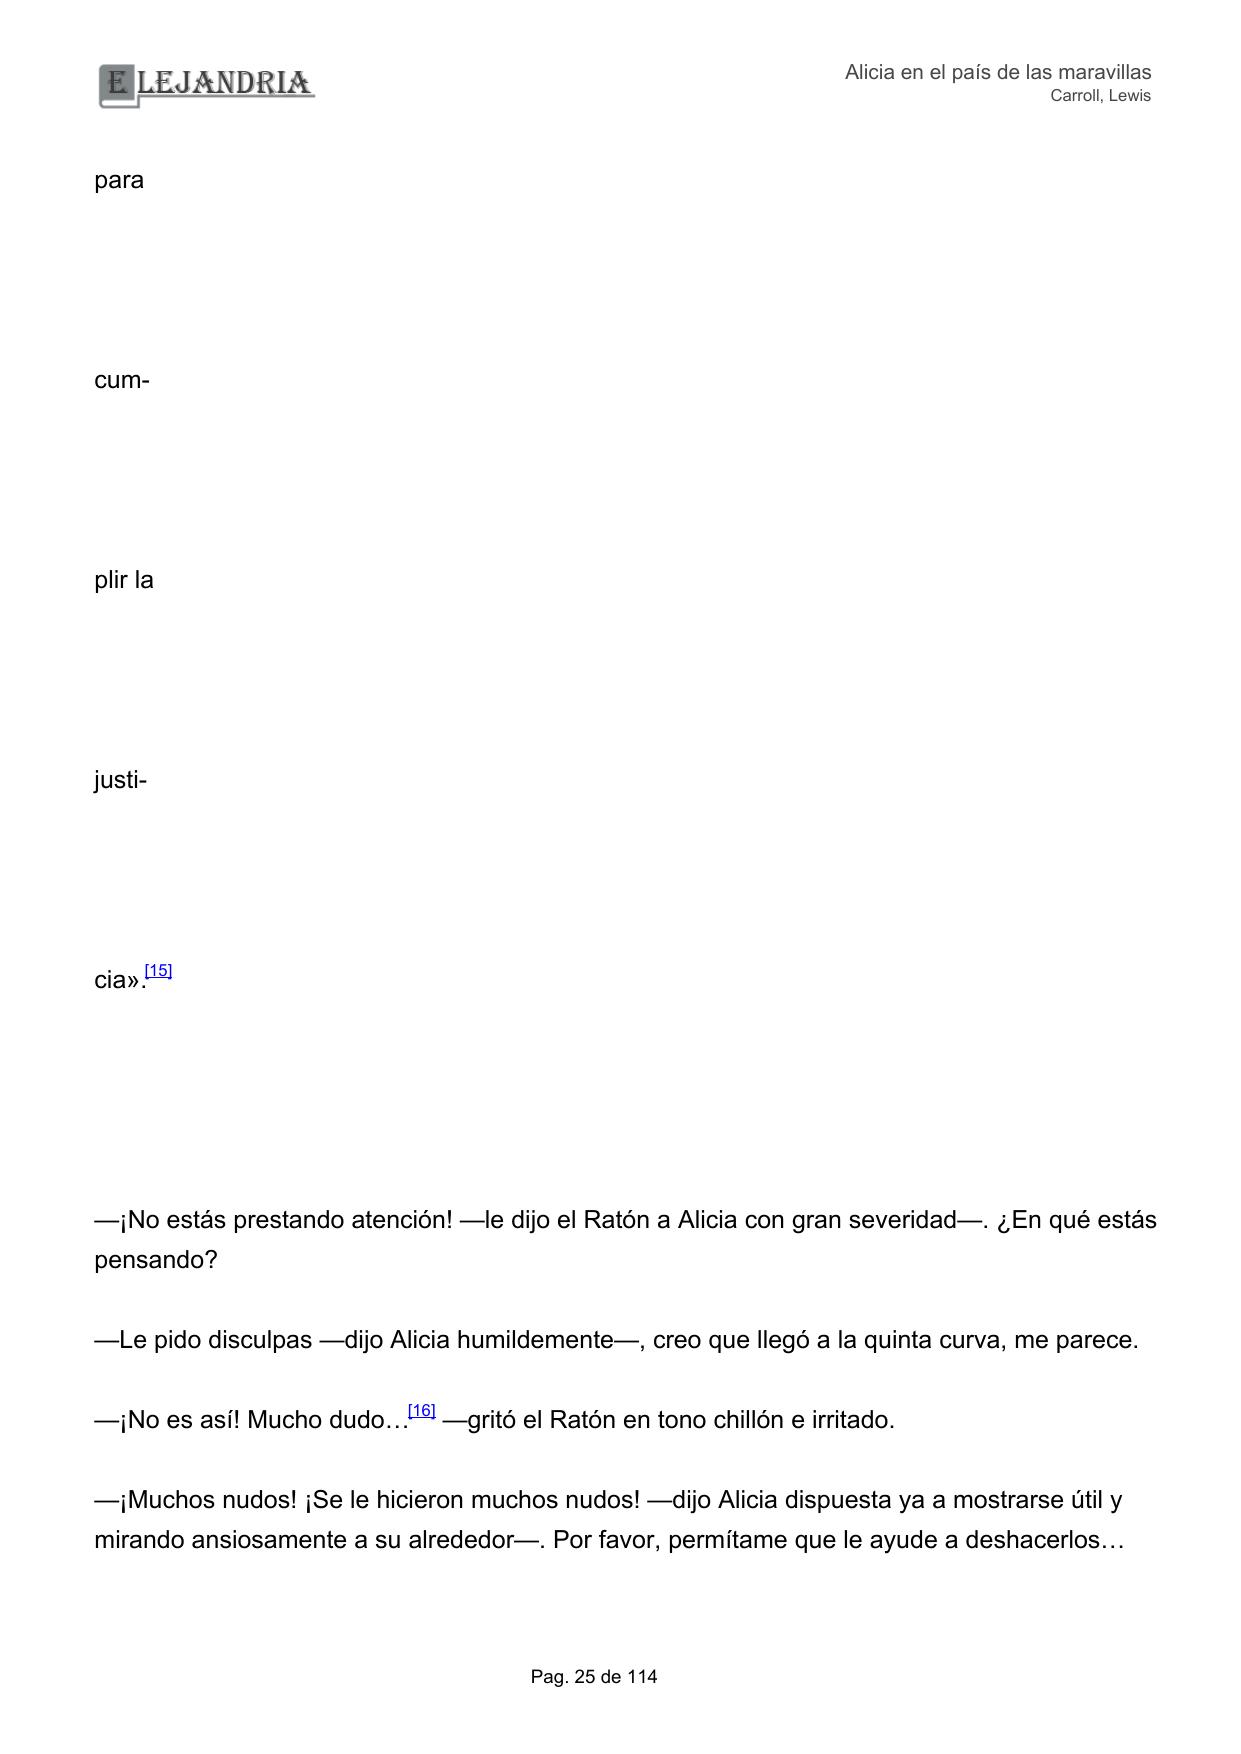 ELEJANDRIA
Alicia en el país de las maravillas
Carroll, Lewis
para
cum-
plir la
justi-
cia».[15]
—¡No estás prestando atención! —le dijo el Ratón a Alicia con gran severidad—. ¿En qué estás
pensando?
—Le pido disculpas —dijo Alicia humildemente—, creo que llegó a la quinta curva, me parece.
—¡No es así! Mucho dudo…[16] —gritó el Ratón en tono chillón e irritado.
—¡Muchos nudos! ¡Se le hicieron muchos nudos! —dijo Alicia dispuesta ya a mostrarse útil y
mirando ansiosamente a su alrededor—. Por favor, permítame que le ayude a deshacerlos…
Pag. 25 de 114